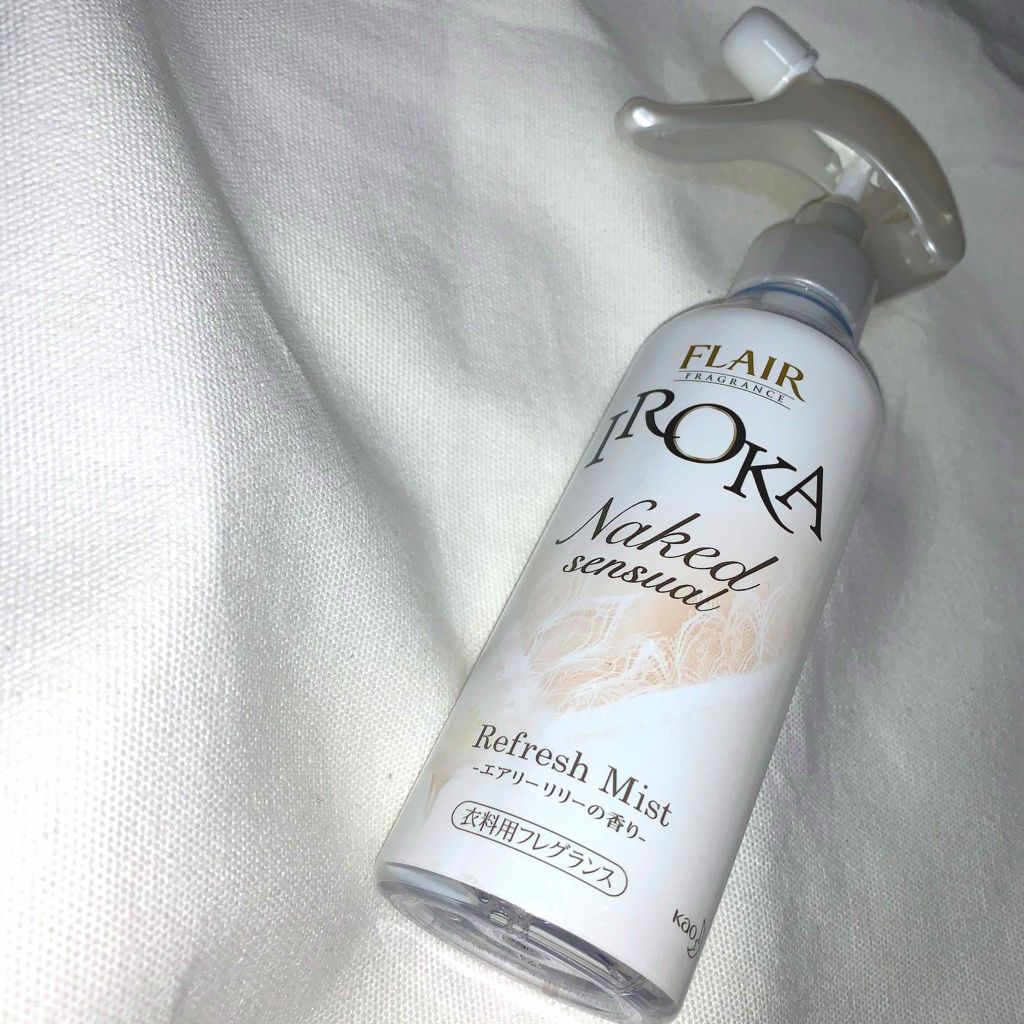 FLAIR
FRAGRANCE
IROKA
Naked
sensual
Refresh Mist
-エアリーリリーの香り-
衣料用フレグランス
Kao